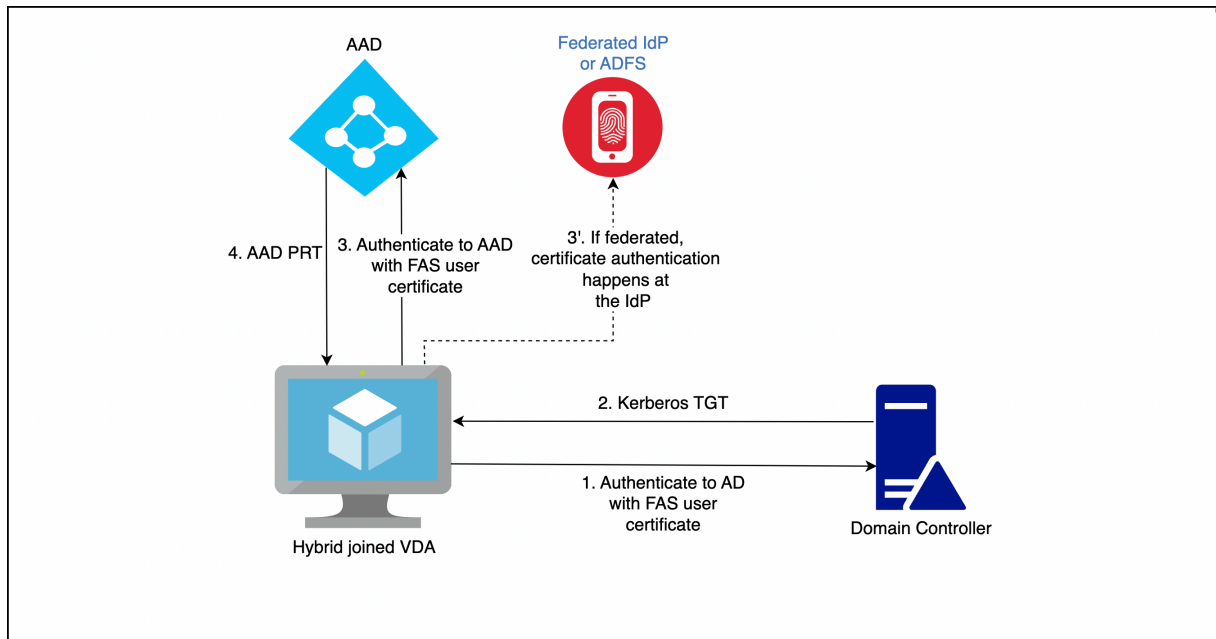 AAD
Federated IdP
or ADFS
4. AAD PRT
3. Authenticate to AAD
with FAS user
certificate
3'. If federated,
certificate authentication
happens at
the IdP
2. Kerberos TGT
1. Authenticate to AD
with FAS user
certificate
Hybrid joined VDA
Domain Controller